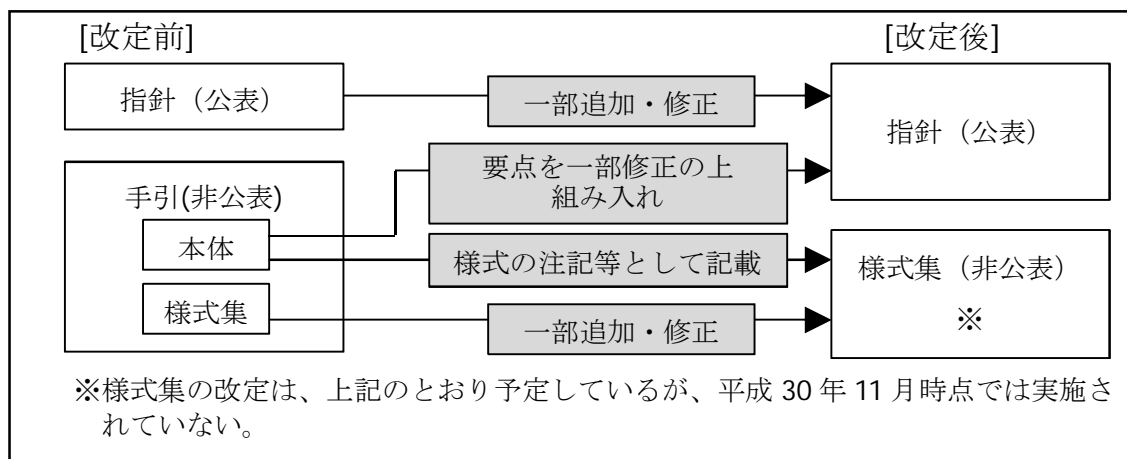 [改定前]
[改定後]
指針（公表）
一部追加・修正
指針（公表）
手引(非公表)
要点を一部修正の上
組み入れ
本体
様式の注記等として記載
様式集（非公表）
※
様式集
一部追加・修正
※様式集の改定は、上記のとおり予定しているが、平成 30 年 11 月時点では実施さ
れていない。